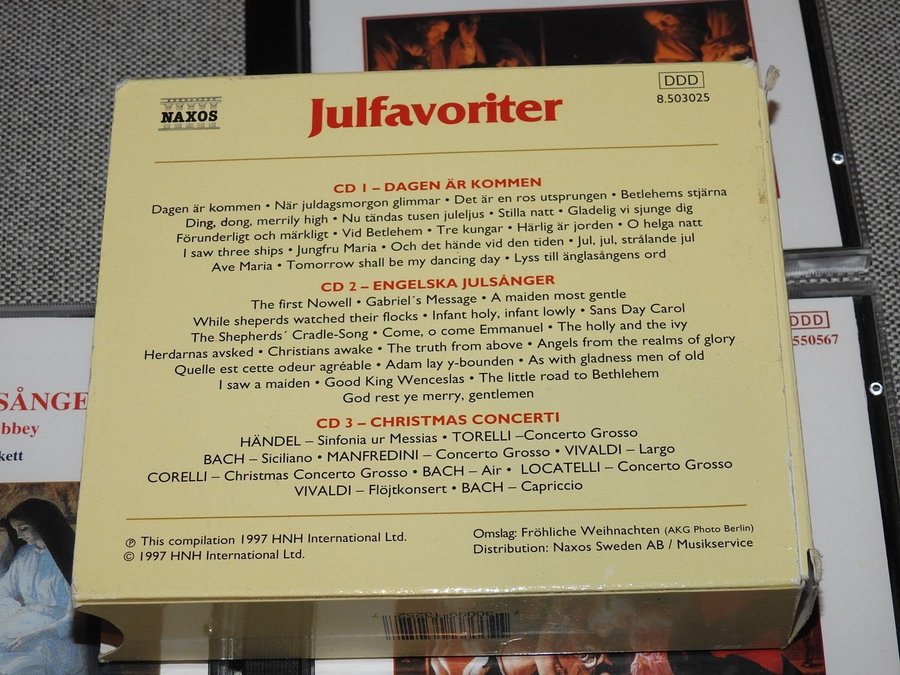 NAXOS
Julfavoriter
DDD
8.503025
CD 1 – DAGEN ÄR KOMMEN
Dagen är kommen • När juldagsmorgon glimmar • Det är en ros utsprungen • Betlehems stjärna
Ding, dong, merrily high • Nu tändas tusen juleljus • Stilla natt • Gladelig vi sjunge dig
Förunderligt och märkligt • Vid Betlehem • Tre kungar • Härlig är jorden • O helga natt
I saw three ships • Jungfru Maria • Och det hände vid den tiden • Jul, jul, strålande jul
Ave Maria • Tomorrow shall be my dancing day • Lyss till änglasångens ord
CD 2 – ENGELSKA JULSÅNGER
The first Nowell • Gabriel´s Message • A maiden most gentle
While sheperds watched their flocks • Infant holy, infant lowly • Sans Day Carol
The Shepherds´ Cradle-Song • Come, o come Emmanuel • The holly and the ivy
Herdarnas avsked • Christians awake • The truth from above • Angels from the realms of glory
Quelle est cette odeur agréable • Adam lay y-bounden • As with gladness men of old
I saw a maiden • Good King Wenceslas • The little road to Bethlehem
God rest ye merry, gentlemen
CD 3 – CHRISTMAS CONCERTI
HÄNDEL – Sinfonia ur Messias • TORELLI –Concerto Grosso
BACH – Siciliano • MANFREDINI – Concerto Grosso • VIVALDI – Largo
CORELLI – Christmas Concerto Grosso • BACH – Air • LOCATELLI – Concerto Grosso
VIVALDI – Flöjtkonsert • BACH – Capriccio
℗ This compilation 1997 HNH International Ltd.
© 1997 HNH International Ltd.
Omslag: Fröhliche Weihnachten (AKG Photo Berlin)
Distribution: Naxos Sweden AB / Musikservice
DDD
550567
SÅNGE
bbey
kett